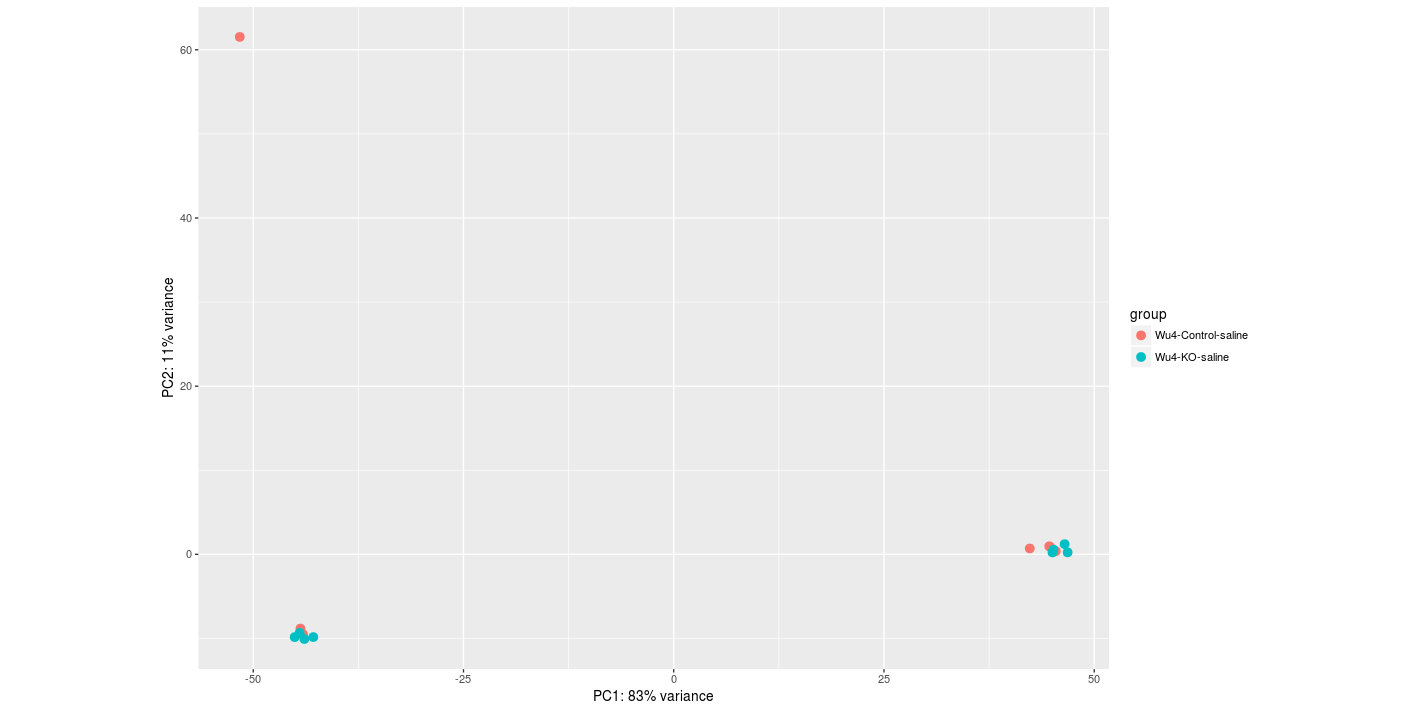 60
40
20
0
PC2: 11% variance
-50
-25
0
25
50
PC1: 83% variance
group
Wu4-Control-saline
Wu4-KO-saline